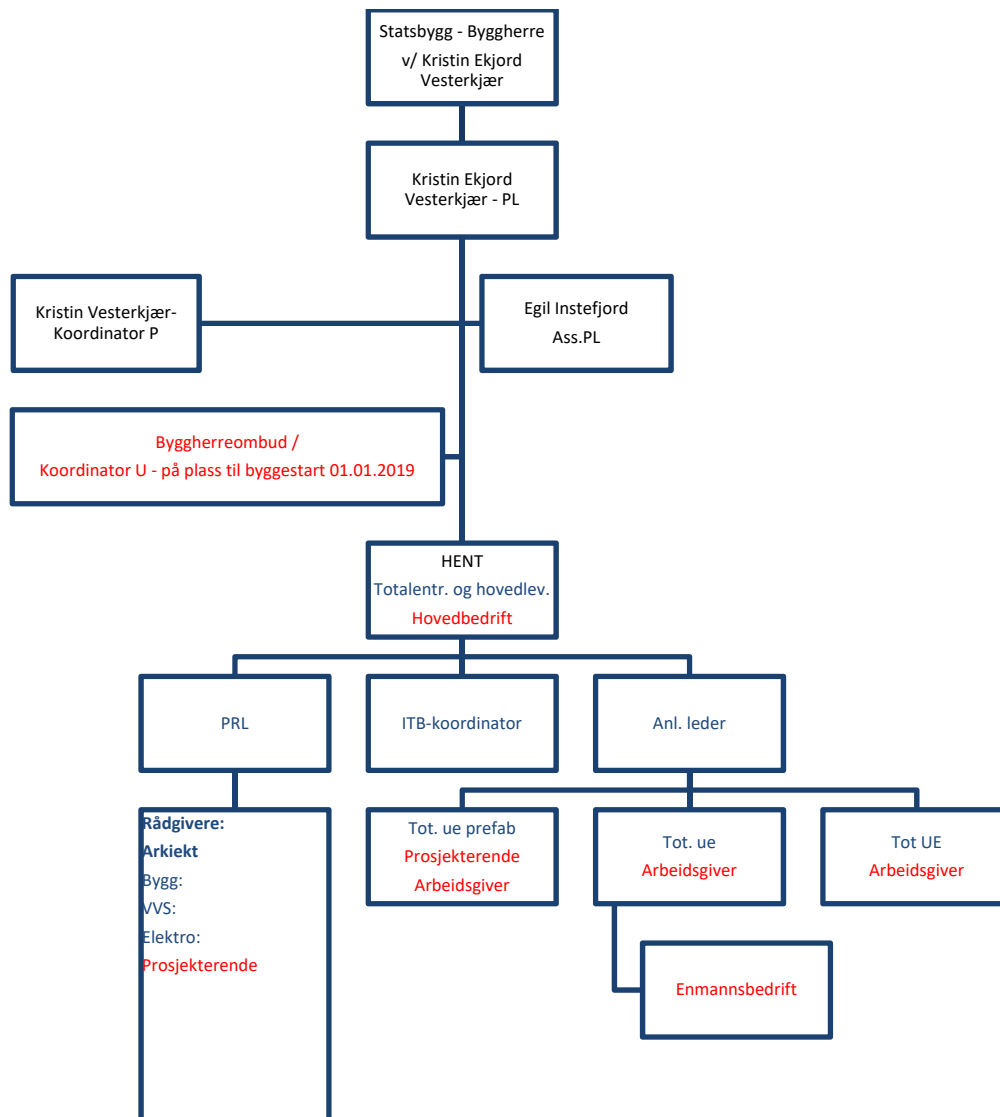 Statsbygg - Byggherre
v/ Kristin Ekjord
Vesterkjær
Kristin Ekjord
Vesterkjær - PL
Kristin Vesterkjær-
Koordinator P
Egil Instefjord
Ass.PL
Byggherreombud /
Koordinator U - på plass til byggestart 01.01.2019
HENT
Totalentr. og hovedlev.
Hovedbedrift
PRL
ITB-koordinator
Anl. leder
Rådgivere:
Arkiekt
Bygg:
VVS:
Elektro:
Prosjekterende
Tot. ue prefab
Prosjekterende
Arbeidsgiver
Tot. ue
Arbeidsgiver
Tot UE
Arbeidsgiver
Enmannsbedrift